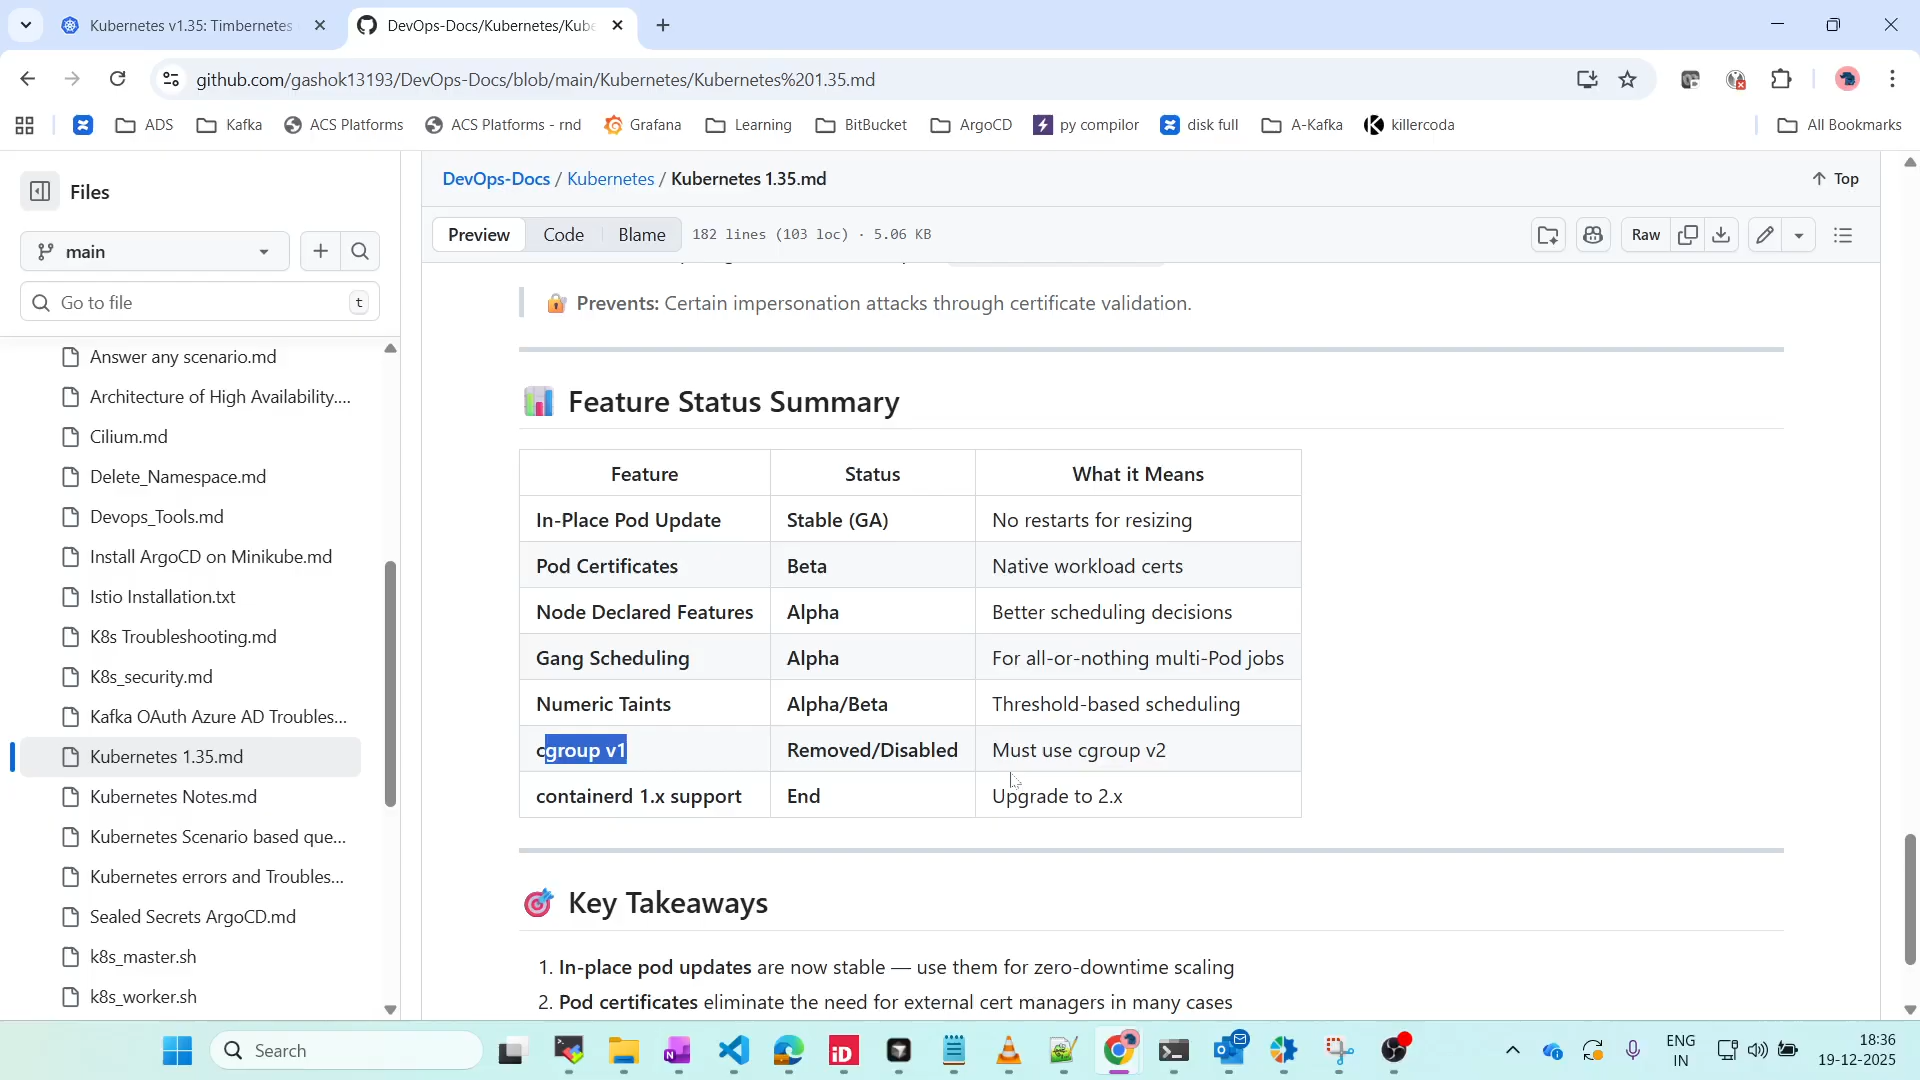 Kubernetes v1.35: Timbernetes
DevOps-Docs/Kubernetes/Kube
github.com/gashok13193/DevOps-Docs/blob/main/Kubernetes/Kubernetes%201.35.md
ADS
Kafka
ACS Platforms
ACS Platforms - rnd
Grafana
Learning
BitBucket
ArgoCD
py compilor
disk full
A-Kafka
killercoda
All Bookmarks
Files
main
Go to file
t
Answer any scenario.md
Architecture of High Availability....
Cilium.md
Delete_Namespace.md
Devops_Tools.md
Install ArgoCD on Minikube.md
Istio Installation.txt
K8s Troubleshooting.md
K8s_security.md
Kafka OAuth Azure AD Troubles...
Kubernetes 1.35.md
Kubernetes Notes.md
Kubernetes Scenario based que...
Kubernetes errors and Troubles...
Sealed Secrets ArgoCD.md
k8s_master.sh
k8s_worker.sh
DevOps-Docs / Kubernetes / Kubernetes 1.35.md
Top
Preview
Code
Blame
182 lines (103 loc) · 5.06 KB
Raw
🔐 Prevents: Certain impersonation attacks through certificate validation.
📊 Feature Status Summary
Feature Status What it Means
In-Place Pod Update Stable (GA) No restarts for resizing
Pod Certificates Beta Native workload certs
Node Declared Features Alpha Better scheduling decisions
Gang Scheduling Alpha For all-or-nothing multi-Pod jobs
Numeric Taints Alpha/Beta Threshold-based scheduling
cgroup v1 Removed/Disabled Must use cgroup v2
containerd 1.x support End Upgrade to 2.x
🎯 Key Takeaways
1. In-place pod updates are now stable — use them for zero-downtime scaling
2. Pod certificates eliminate the need for external cert managers in many cases
Search
iD
ENG
IN
18:36
19-12-2025